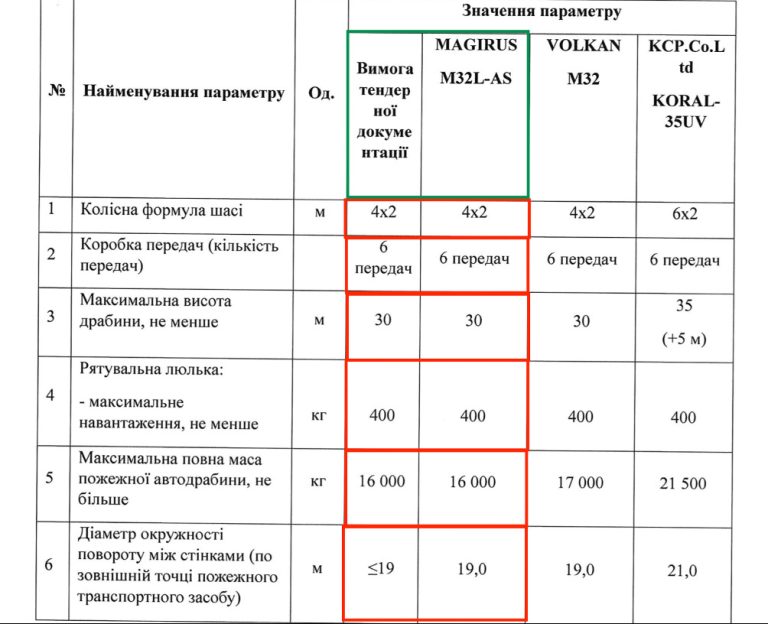 Значення параметру
№
Найменування параметру
Од.
Вимога
тендер
ної
докуме
нтації
MAGIRUS
M32L-AS
VOLKAN
M32
KCP.Co.L
td
KORAL-
35UV
1
Колісна формула шасі
м
4x2
4x2
4x2
6x2
2
Коробка передач (кількість
передач)
6
передач
6 передач
6 передач
6 передач
3
Максимальна висота
драбини, не менше
м
30
30
30
35
(+5 м)
4
Рятувальна люлька:
- максимальне
навантаження, не менше
кг
400
400
400
400
5
Максимальна повна маса
пожежної автодрабини, не
більше
кг
16 000
16 000
17 000
21 500
6
Діаметр окружності
повороту між стінками (по
зовнішній точці пожежного
транспортного засобу)
м
≤19
19,0
19,0
21,0